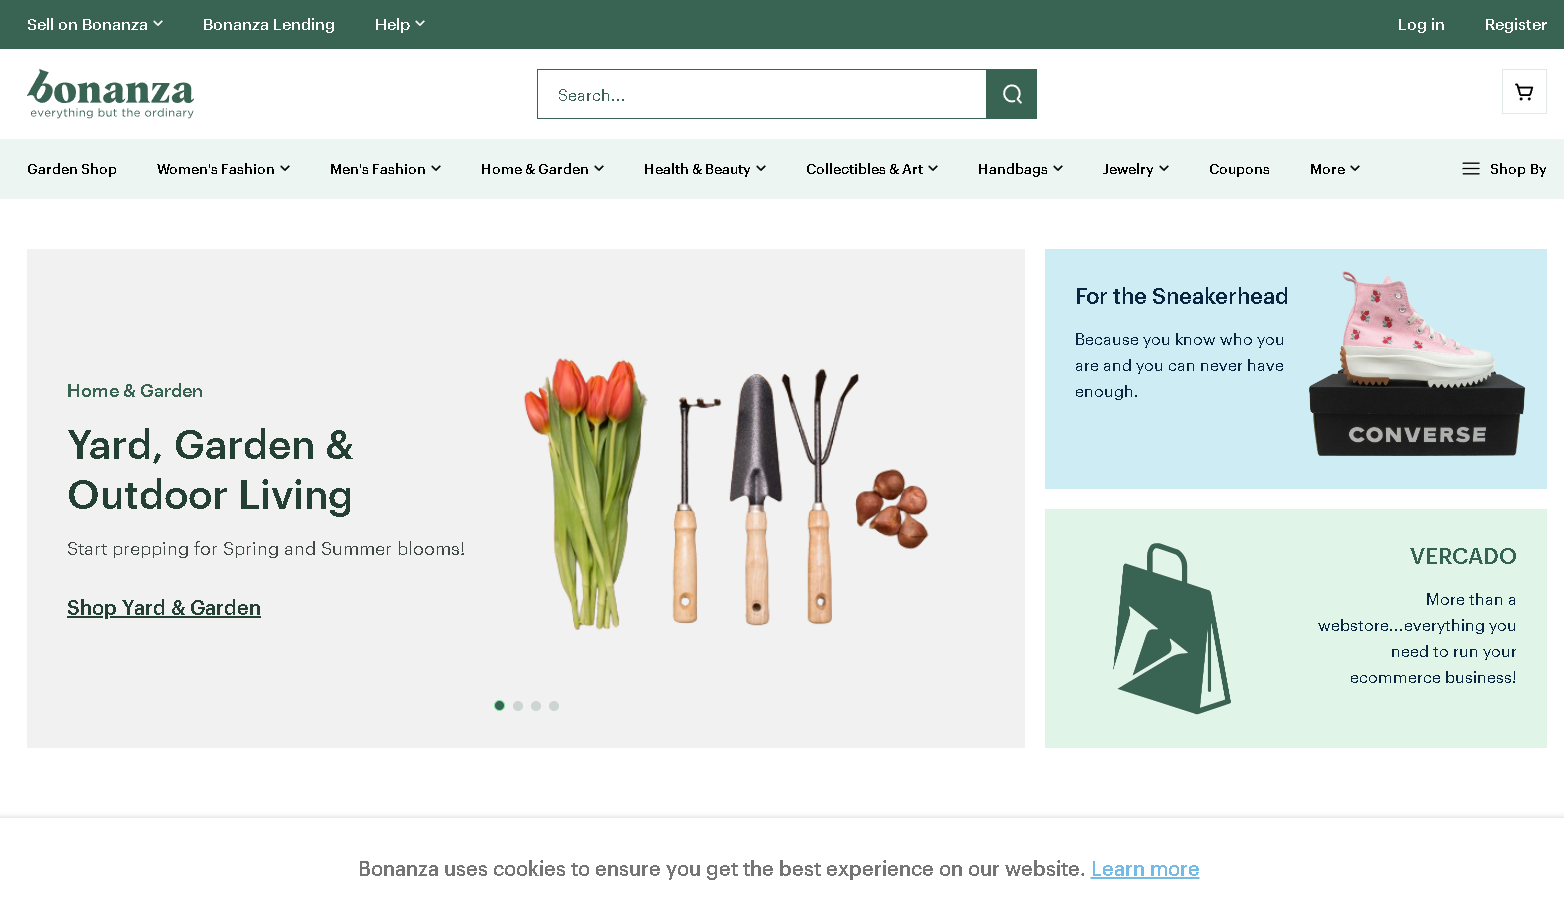 Sell on Bonanza
Bonanza Lending
Help
Log in
Register
bonanza
everything but the ordinary
Search...
Garden Shop
Women's Fashion
Men's Fashion
Home & Garden
Health & Beauty
Collectibles & Art
Handbags
Jewelry
Coupons
More
Shop By
Home & Garden
Yard, Garden &
Outdoor Living
Start prepping for Spring and Summer blooms!
Shop Yard & Garden
For the Sneakerhead
Because you know who you
are and you can never have
enough.
CONVERSE
VERCADO
More than a
webstore...everything you
need to run your
ecommerce business!
Bonanza uses cookies to ensure you get the best experience on our website. Learn more